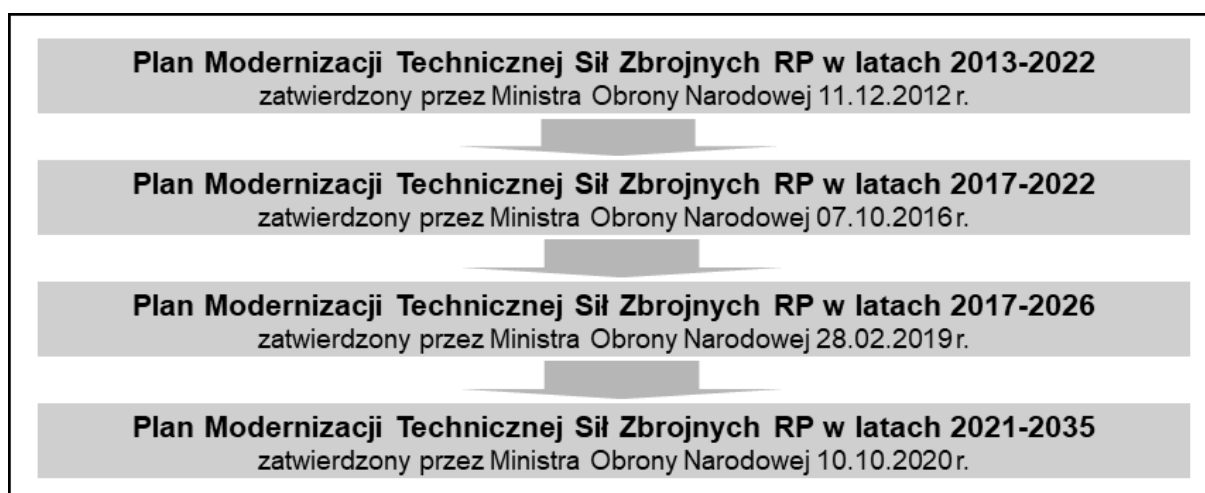 Plan Modernizacji Technicznej Sił Zbrojnych RP w latach 2013-2022
zatwierdzony przez Ministra Obrony Narodowej 11.12.2012 r.
Plan Modernizacji Technicznej Sił Zbrojnych RP w latach 2017-2022
zatwierdzony przez Ministra Obrony Narodowej 07.10.2016 r.
Plan Modernizacji Technicznej Sił Zbrojnych RP w latach 2017-2026
zatwierdzony przez Ministra Obrony Narodowej 28.02.2019 r.
Plan Modernizacji Technicznej Sił Zbrojnych RP w latach 2021-2035
zatwierdzony przez Ministra Obrony Narodowej 10.10.2020 r.